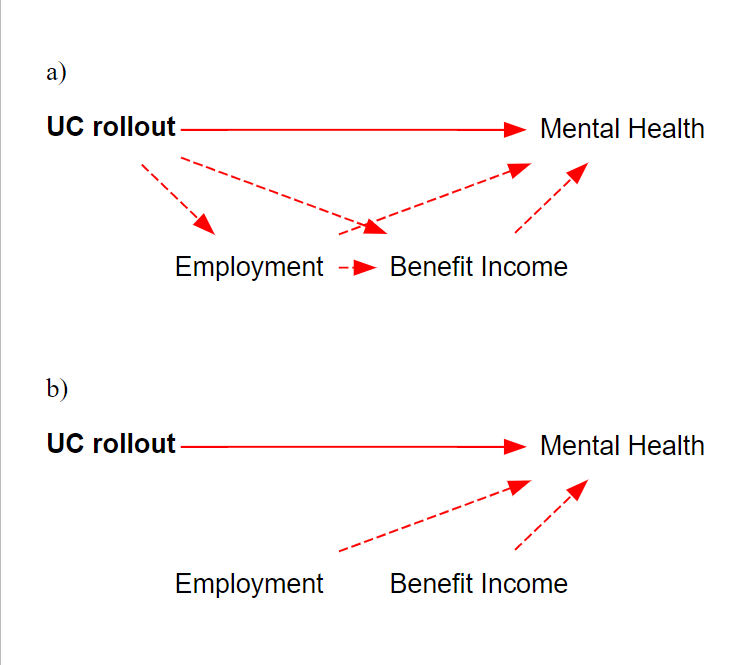 a)
UC rollout Mental Health
Employment Benefit Income
b)
UC rollout Mental Health
Employment Benefit Income